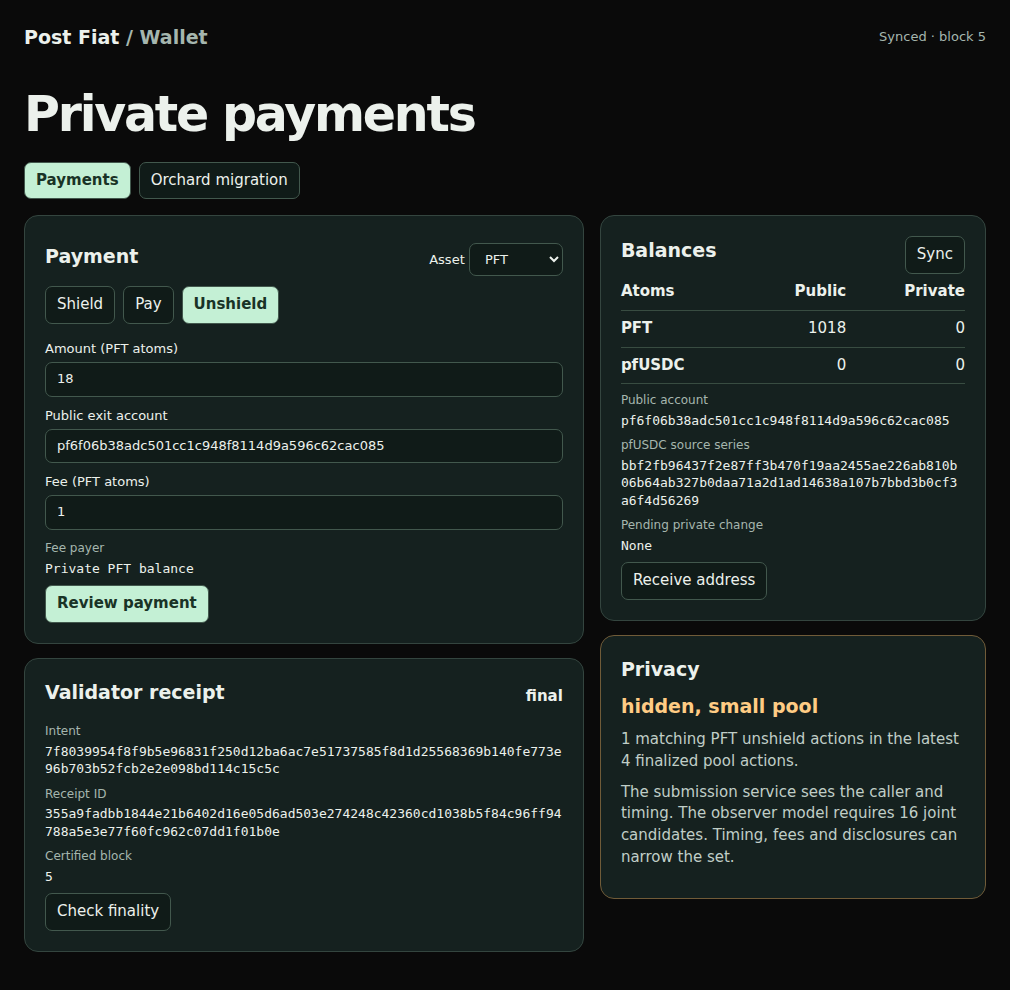 Post Fiat / Wallet
Synced · block 5
Private payments
Payments
Orchard migration
Payment
Asset PFT
Shield
Pay
Unshield
Amount (PFT atoms)
18
Public exit account
pf6f06b38adc501cc1c948f8114d9a596c62cac085
Fee (PFT atoms)
1
Fee payer
Private PFT balance
Review payment
Validator receipt
final
Intent
7f8039954f8f9b5e96831f250d12ba6ac7e51737585f8d1d25568369b140fe773e
96b703b52fcb2e2e098bd114c15c5c
Receipt ID
355a9fadbb1844e21b6402d16e05d6ad503e274248c42360cd1038b5f84c96ff94
788a5e3e77f60fc962c07dd1f01b0e
Certified block
5
Check finality
Balances
Sync
Atoms Public Private
PFT 1018 0
pfUSDC 0 0
Public account
pf6f06b38adc501cc1c948f8114d9a596c62cac085
pfUSDC source series
bbf2fb96437f2e87ff3b470f19aa2455ae226ab810b
06b64ab327b0daa71a2d1ad14638a107b7bbd3b0cf3
a6f4d56269
Pending private change
None
Receive address
Privacy
hidden, small pool
1 matching PFT unshield actions in the latest
4 finalized pool actions.
The submission service sees the caller and
timing. The observer model requires 16 joint
candidates. Timing, fees and disclosures can
narrow the set.